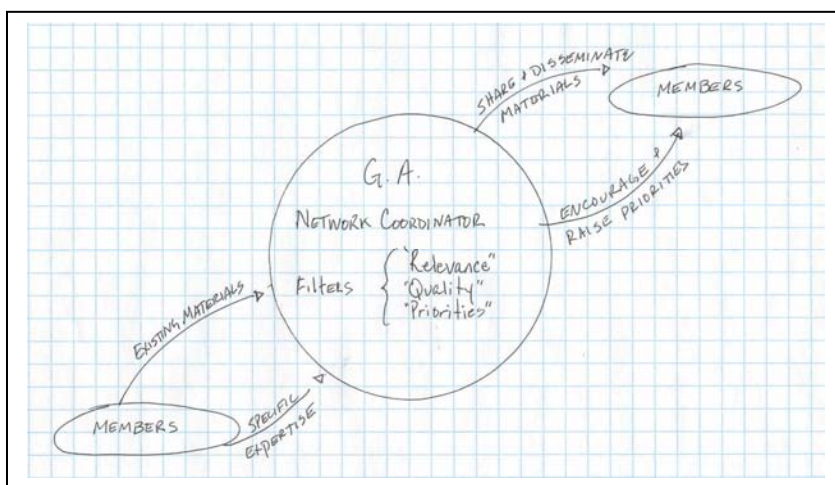 SHARE & DISSEMINATE
MATERIALS
MEMBERS
ENCOURAGE &
RAISE PRIORITIES
G.A.
NETWORK COORDINATOR
Filters { "Relevance"
"Quality"
"Priorities"
EXISTING MATERIALS
MEMBERS
SPECIFIC
EXPERTISE